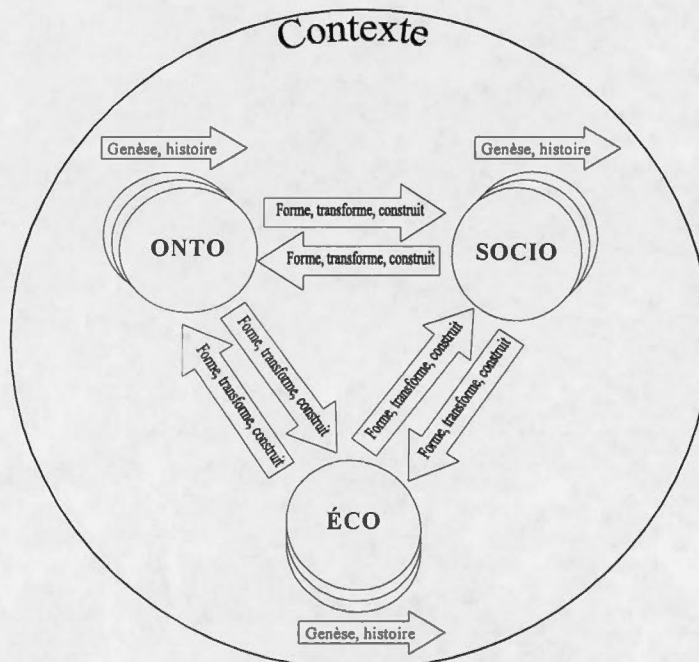 Contexte
Genèse, histoire
Genèse, histoire
Forme, transforme, construit
ONTO
SOCIO
Forme, transforme, construit
Forme, transforme, construit
Forme, transforme, construit
Forme, transforme, construit
Forme, transforme, construit
ÉCO
Genèse, histoire